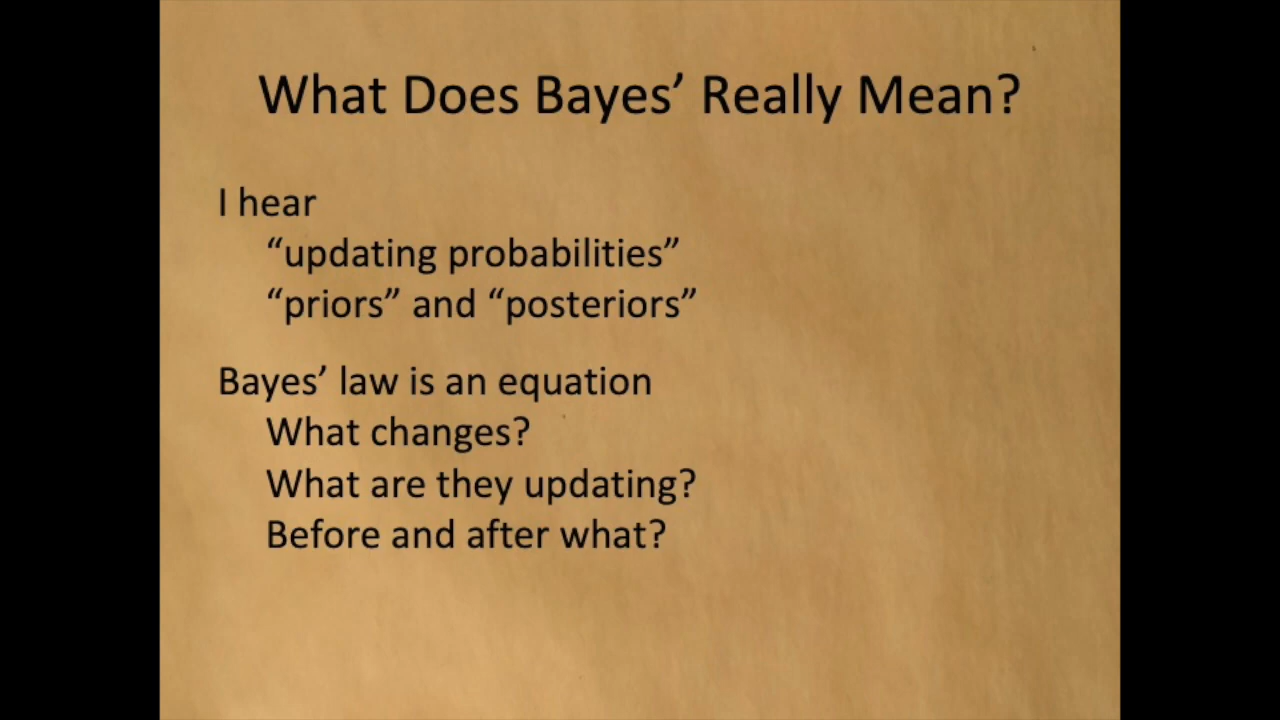 What Does Bayes’ Really Mean?
I hear
“updating probabilities”
“priors” and “posteriors”
Bayes’ law is an equation
What changes?
What are they updating?
Before and after what?